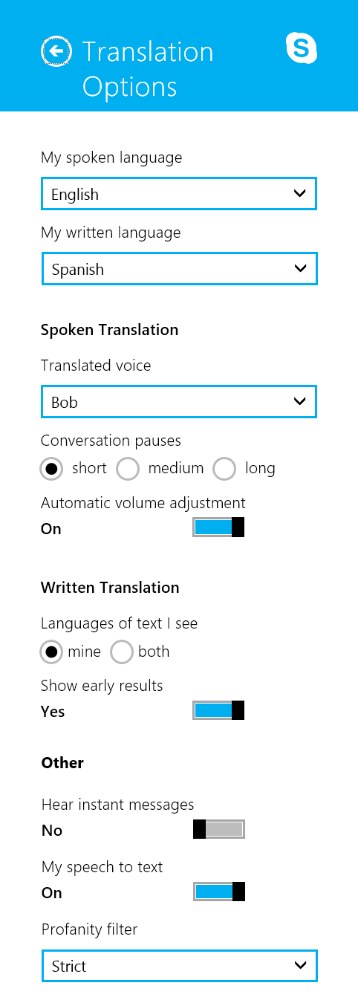 Translation
Options
S
My spoken language
English
My written language
Spanish
Spoken Translation
Translated voice
Bob
Conversation pauses
short medium long
Automatic volume adjustment
On
Written Translation
Languages of text I see
mine both
Show early results
Yes
Other
Hear instant messages
No
My speech to text
On
Profanity filter
Strict